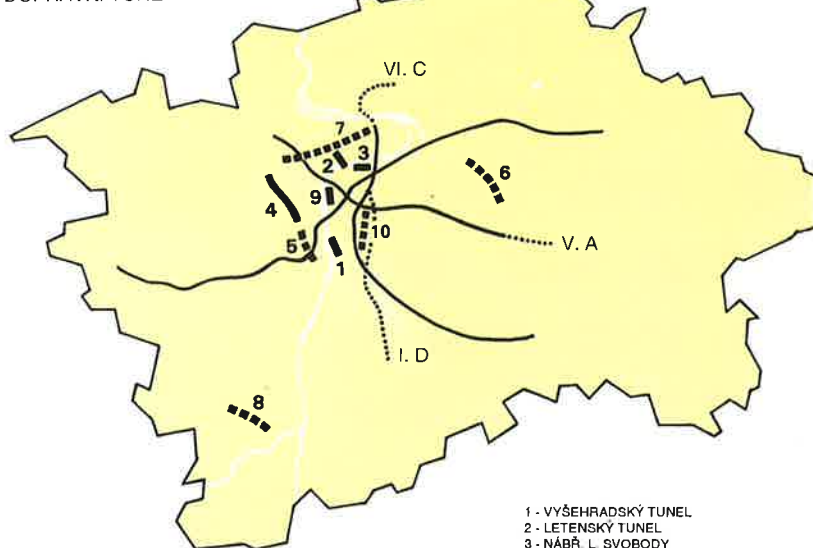 VI. C
7
2
3
6
4
9
5
10
1
V. A
I. D
8
1 - VYŠEHRADSKÝ TUNEL
2 - LETENSKÝ TUNEL
3 - NÁBŘ. L. SVOBODY